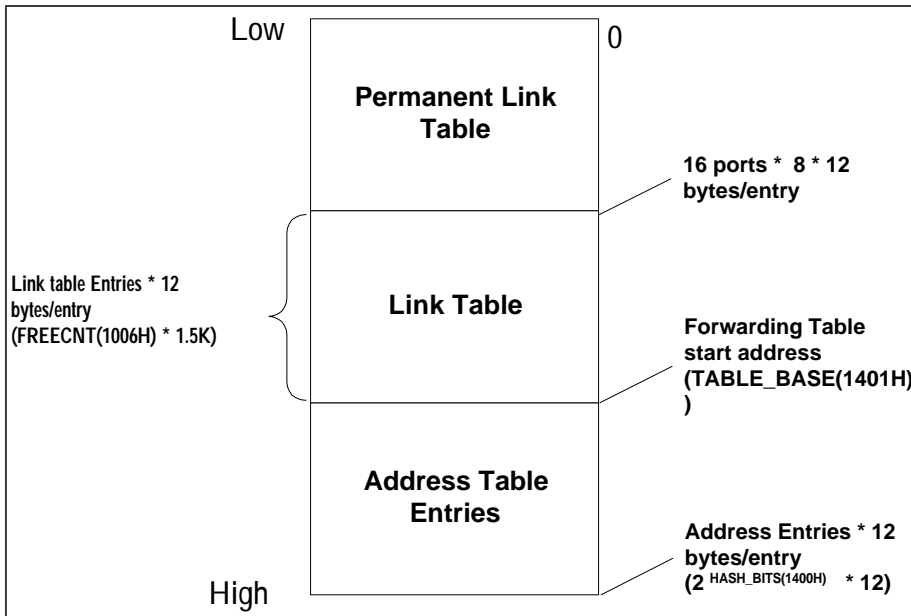 Low
0
Permanent Link
Table
16 ports * 8 * 12
bytes/entry
Link table Entries * 12
bytes/entry
(FREECNT(1006H) * 1.5K)
Link Table
Forwarding Table
start address
(TABLE_BASE(1401H)
)
Address Table
Entries
Address Entries * 12
bytes/entry
(2 HASH_BITS(1400H) * 12)
High